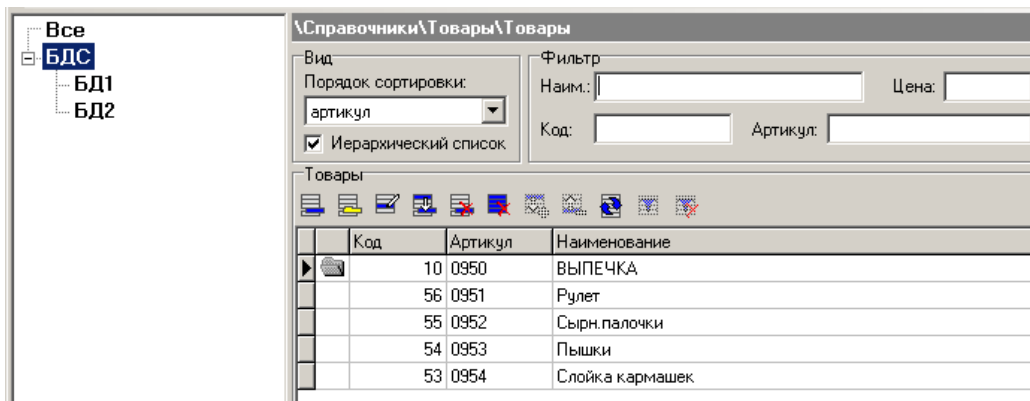 Все
БДС
БД1
БД2
\Справочники\Товары\Товары
Вид
Порядок сортировки:
артикул
Иерархический список
Фильтр
Наим.:
Цена:
Код:
Артикул:
Товары
Код Артикул Наименование
10 0950 ВЫПЕЧКА
56 0951 Рулет
55 0952 Сырн.палочки
54 0953 Пышки
53 0954 Слойка кармашек